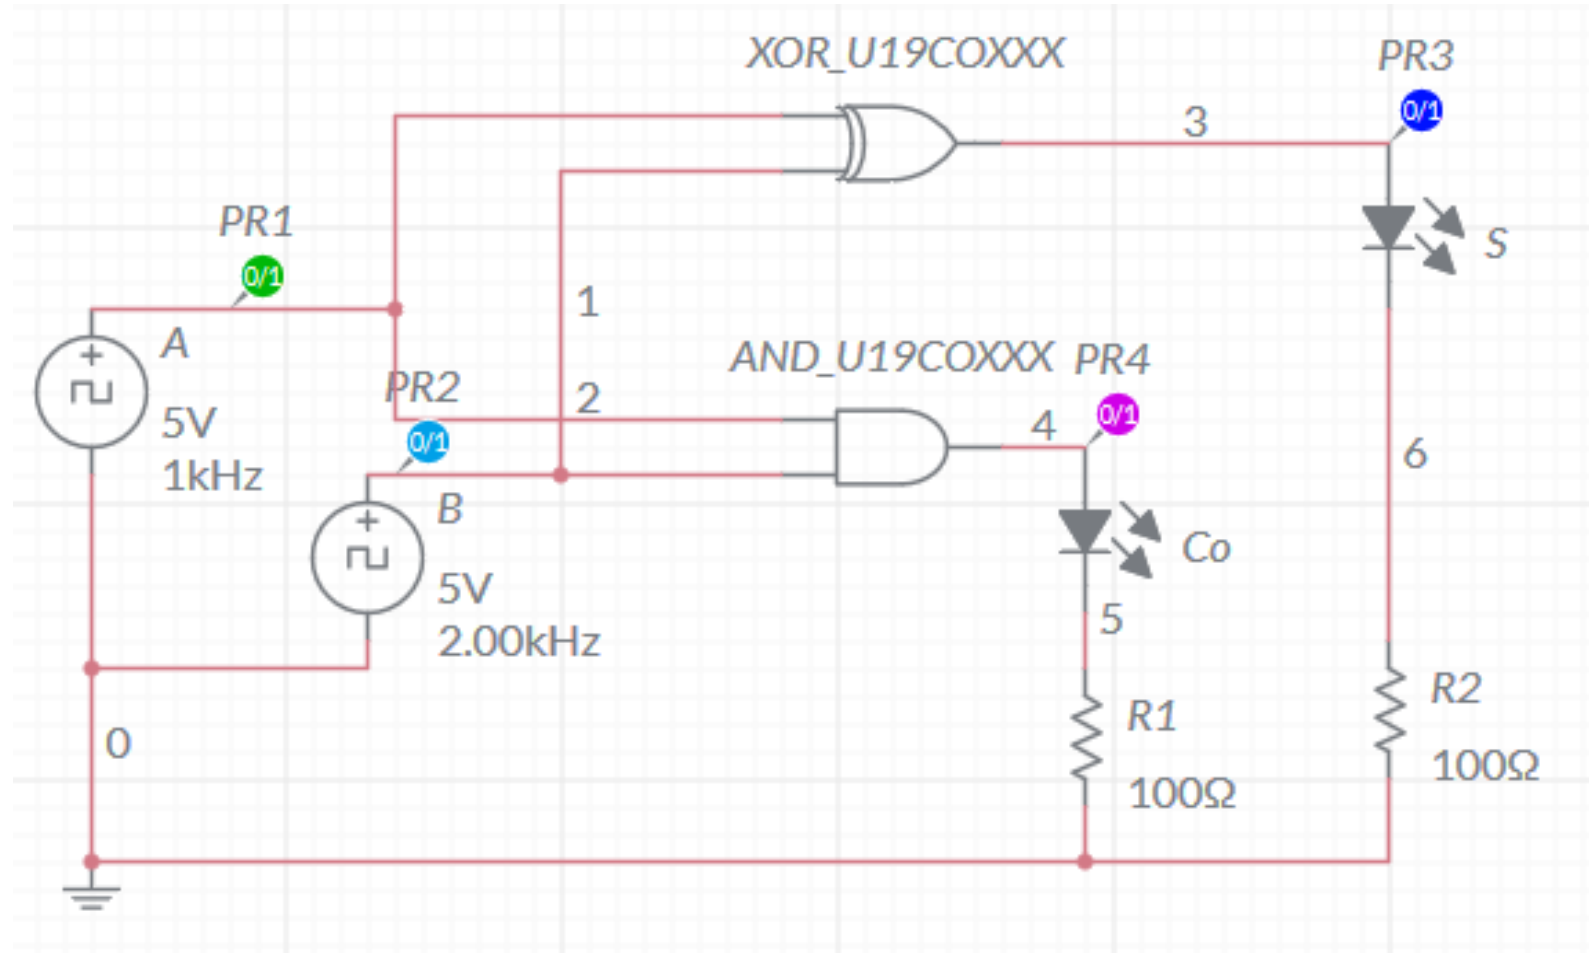 XOR_U19COXXX
PR3
0/1
3
PR1
0/1
S
1
A
5V
1kHz
PR2
0/1
2
AND_U19COXXX
PR4
0/1
4
6
B
5V
2.00kHz
Co
5
R1
100Ω
R2
100Ω
0